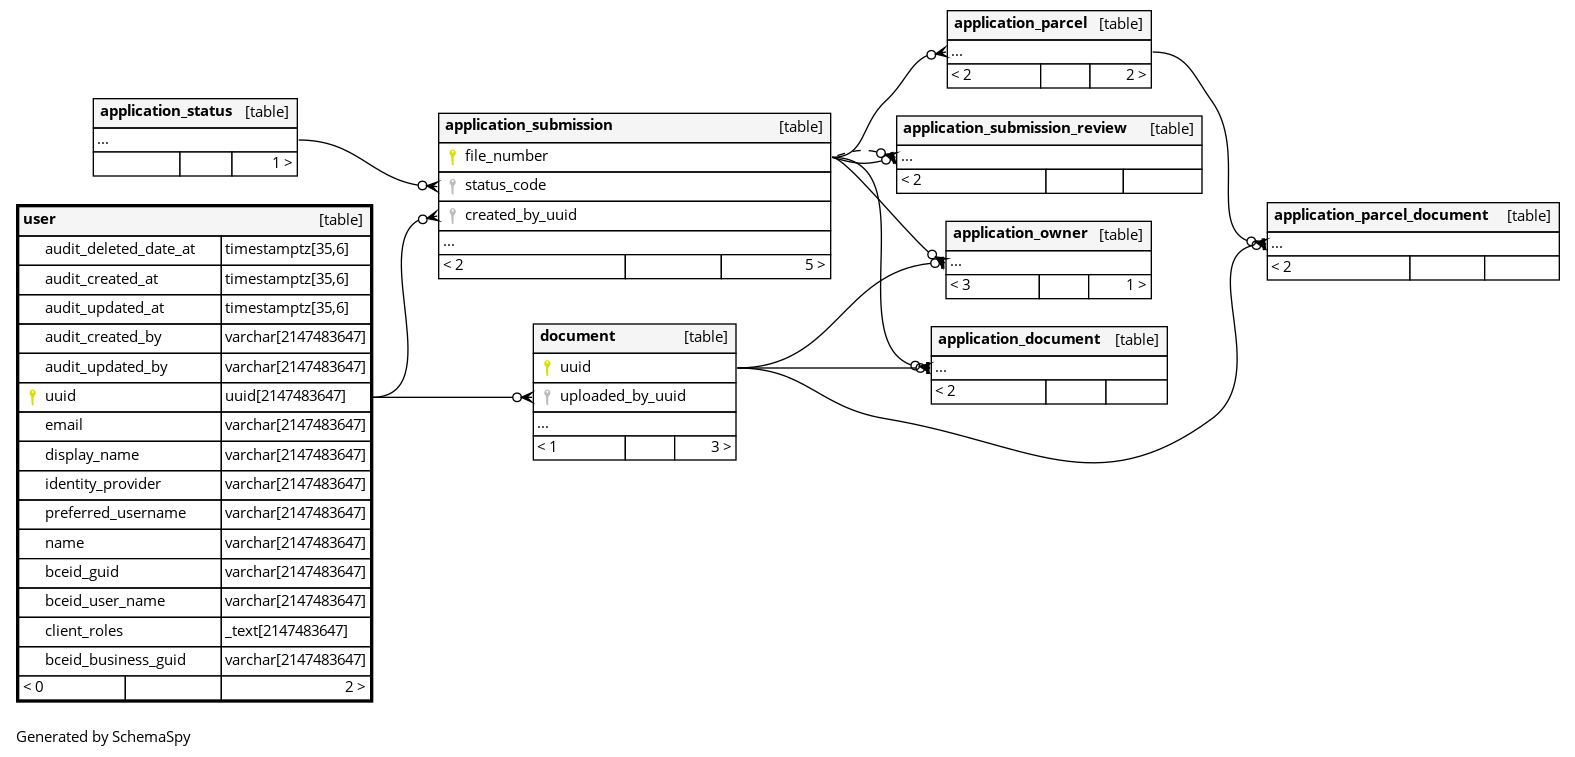 application_parcel [table]
...
< 2 2 >
application_status [table]
...
1 >
application_submission [table]
file_number
status_code
created_by_uuid
...
< 2 5 >
application_submission_review [table]
...
< 2
user [table]
audit_deleted_date_at timestamptz[35,6]
audit_created_at timestamptz[35,6]
audit_updated_at timestamptz[35,6]
audit_created_by varchar[2147483647]
audit_updated_by varchar[2147483647]
uuid uuid[2147483647]
email varchar[2147483647]
display_name varchar[2147483647]
identity_provider varchar[2147483647]
preferred_username varchar[2147483647]
name varchar[2147483647]
bceid_guid varchar[2147483647]
bceid_user_name varchar[2147483647]
client_roles _text[2147483647]
bceid_business_guid varchar[2147483647]
< 0 2 >
application_owner [table]
...
< 3 1 >
application_parcel_document [table]
...
< 2
document [table]
uuid
uploaded_by_uuid
...
< 1 3 >
application_document [table]
...
< 2
Generated by SchemaSpy